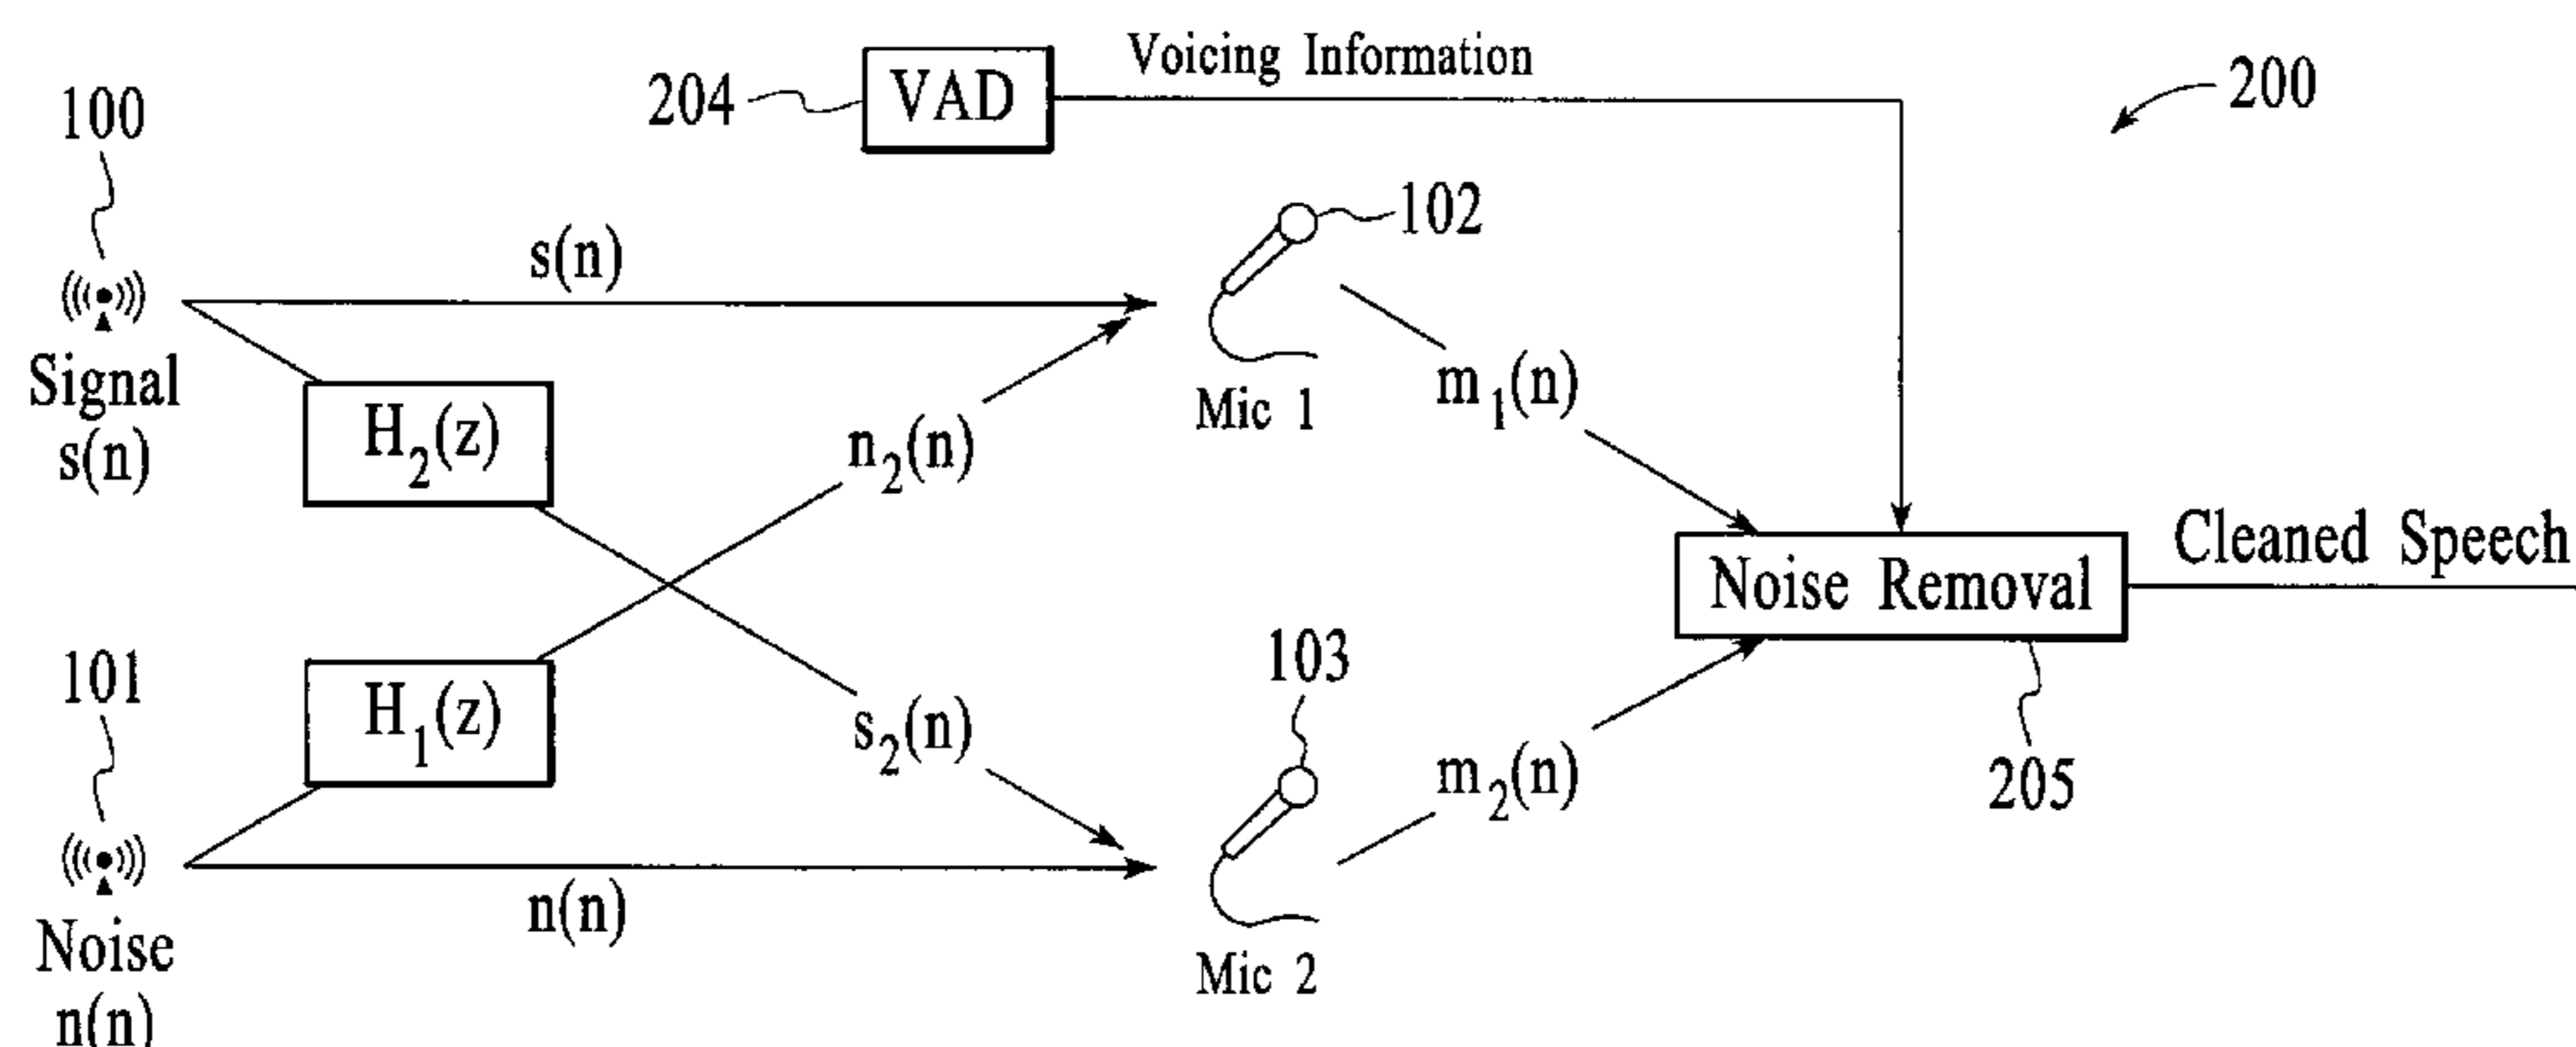 Voicing Information
200
204
VAD
100
102
s(n)
Signal
s(n)
H₂(z)
n₂(n)
Mic 1
m₁(n)
Cleaned Speech
Noise Removal
101
H₁(z)
s₂(n)
103
m₂(n)
205
n(n)
Noise
n(n)
Mic 2